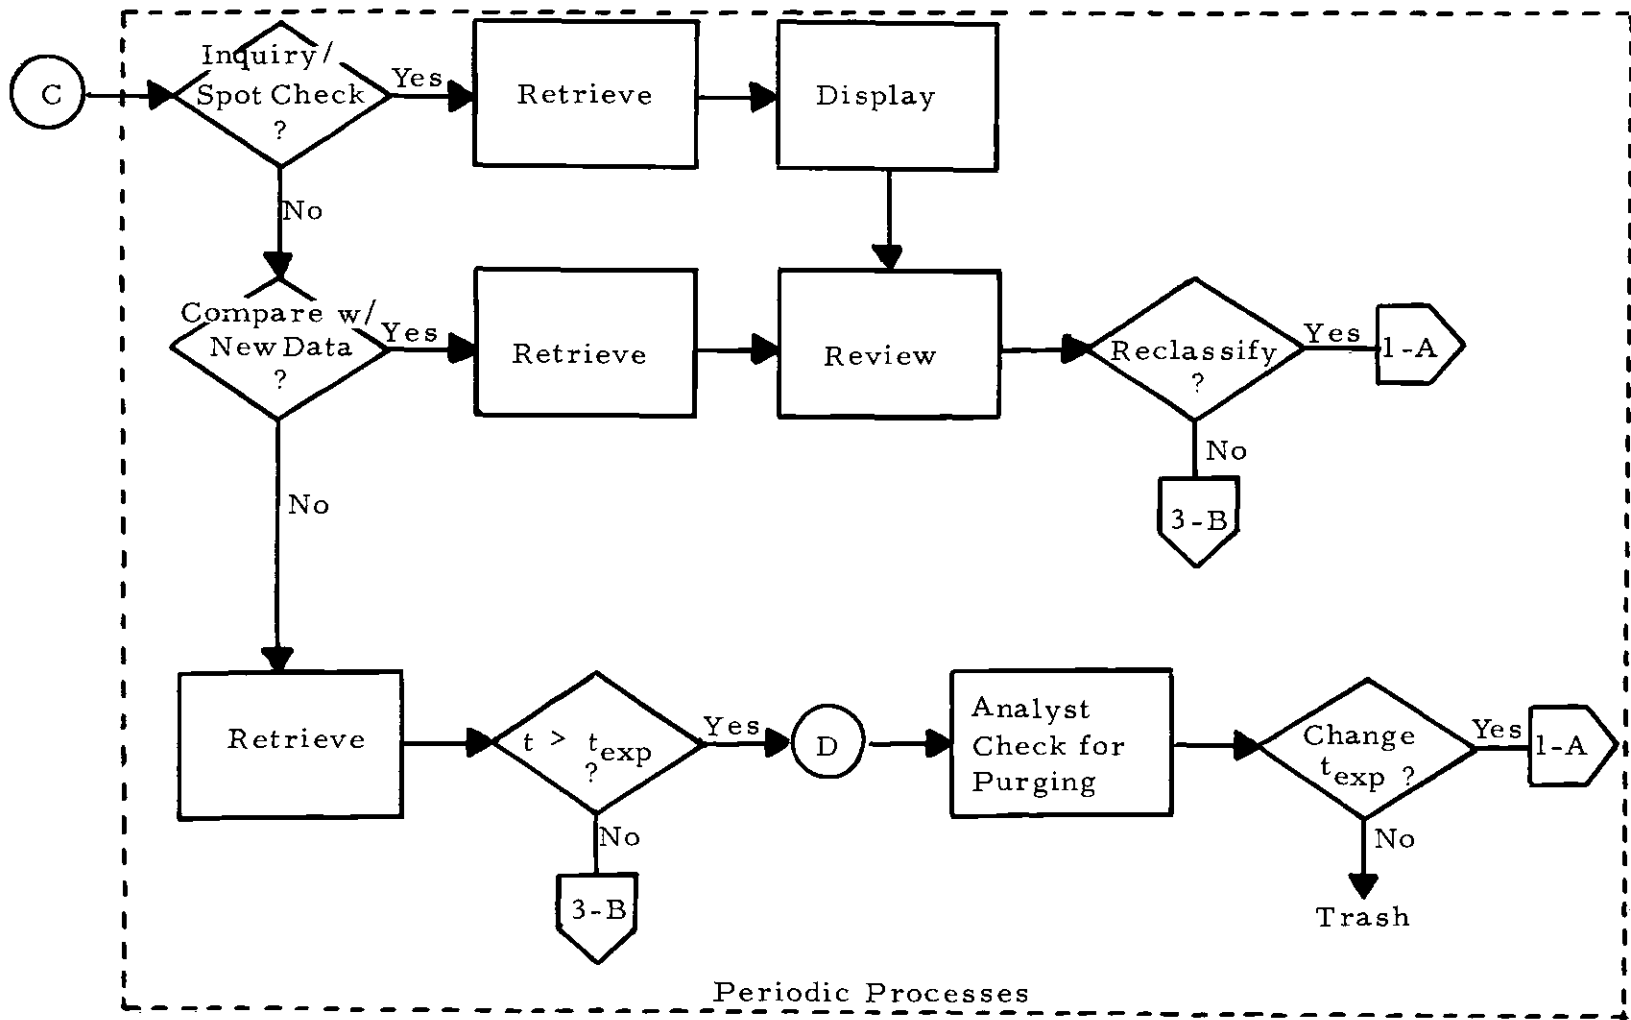 C
Inquiry/
Spot Check
?
Yes
Retrieve
Display
No
Compare w/
New Data
?
Yes
Retrieve
Review
Reclassify
?
Yes
1-A
No
3-B
No
Retrieve
t > t_exp
?
Yes
D
Analyst
Check for
Purging
Change
t_exp ?
Yes
1-A
No
3-B
No
Trash
Periodic Processes